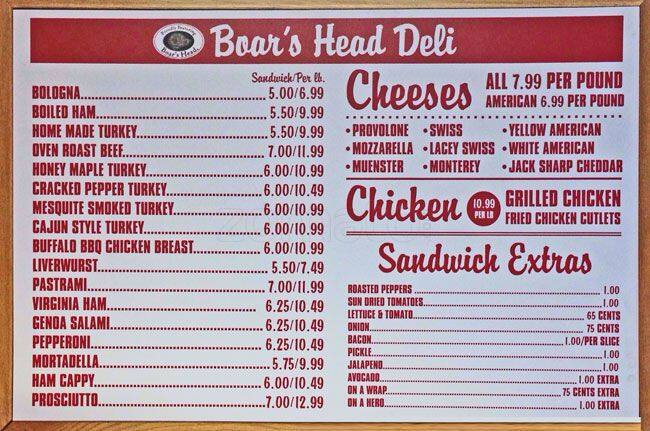 Proudly Featuring
Boar's Head
Boar's Head Deli
Sandwich/Per lb.
BOLOGNA 5.00/6.99
BOILED HAM 5.50/9.99
HOME MADE TURKEY 5.50/9.99
OVEN ROAST BEEF 7.00/11.99
HONEY MAPLE TURKEY 6.00/10.99
CRACKED PEPPER TURKEY 6.00/10.49
MESQUITE SMOKED TURKEY 6.00/10.99
CAJUN STYLE TURKEY 6.00/10.99
BUFFALO BBQ CHICKEN BREAST 6.00/10.99
LIVERWURST 5.50/7.49
PASTRAMI 7.00/11.99
VIRGINIA HAM 6.25/10.49
GENOA SALAMI 6.25/10.49
PEPPERONI 6.25/10.49
MORTADELLA 5.75/9.99
HAM CAPPY 6.00/10.49
PROSCIUTTO 7.00/12.99
Cheeses
ALL 7.99 PER POUND
AMERICAN 6.99 PER POUND
• PROVOLONE • SWISS • YELLOW AMERICAN
• MOZZARELLA • LACEY SWISS • WHITE AMERICAN
• MUENSTER • MONTEREY • JACK SHARP CHEDDAR
Chicken
10.99
PER LB
GRILLED CHICKEN
FRIED CHICKEN CUTLETS
Sandwich Extras
ROASTED PEPPERS 1.00
SUN DRIED TOMATOES 1.00
LETTUCE & TOMATO 65 CENTS
ONION 75 CENTS
BACON 1.00/PER SLICE
PICKLE 1.00
JALAPENO 1.00
AVOCADO 1.00 EXTRA
ON A WRAP 75 CENTS EXTRA
ON A HERO 1.00 EXTRA